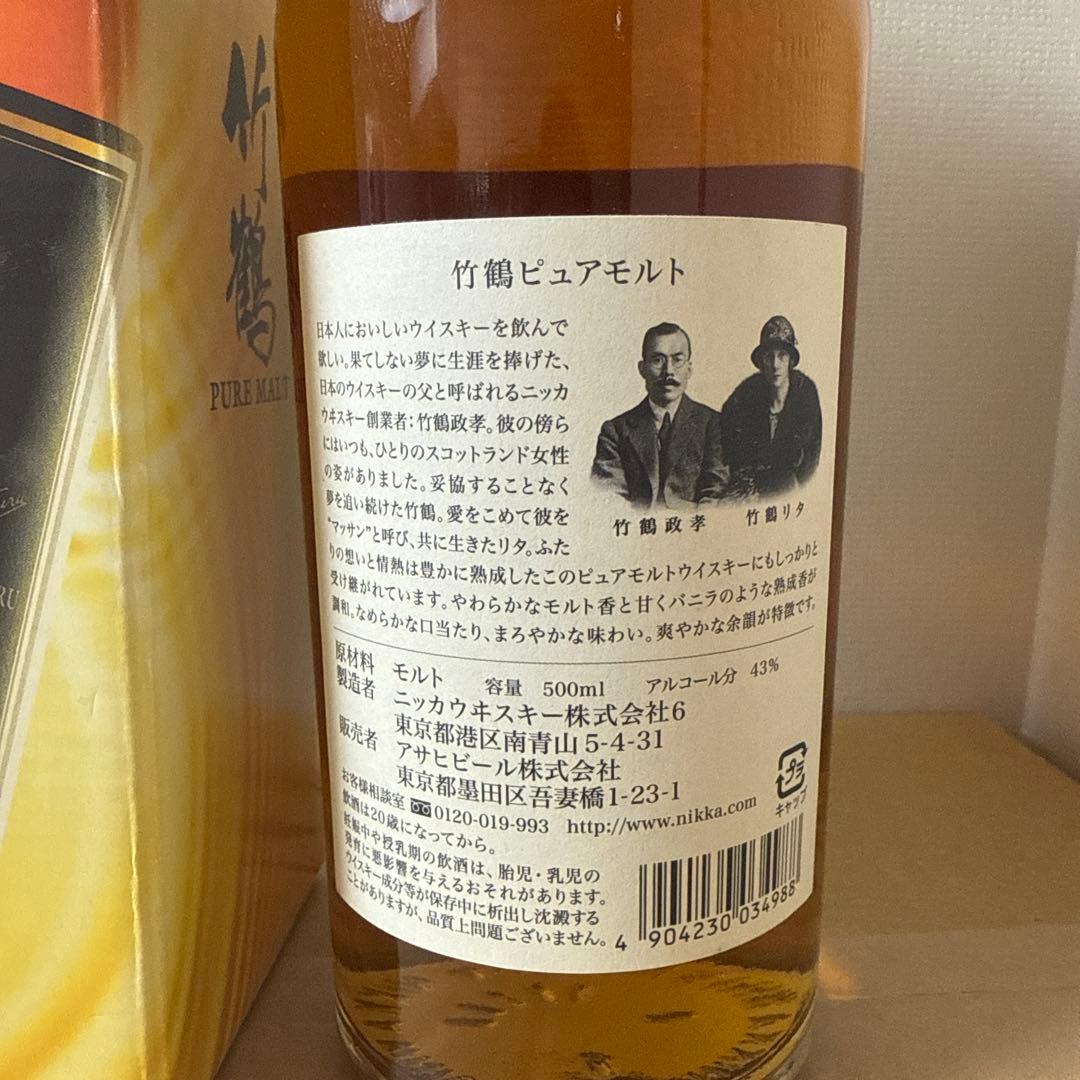 竹鶴
PURE MALT
RU
竹鶴ピュアモルト
日本人においしいウイスキーを飲んで
欲しい。果てしない夢に生涯を捧げた、
日本のウイスキーの父と呼ばれるニッカ
ウヰスキー創業者：竹鶴政孝。彼の傍ら
にはいつも、ひとりのスコットランド女性
の姿がありました。妥協することなく
夢を追い続けた竹鶴。愛をこめて彼を
“マッサン”と呼び、共に生きたリタ。ふた
りの想いと情熱は豊かに熟成したこのピュアモルトウイスキーにもしっかりと
受け継がれています。やわらかなモルト香と甘くバニラのような熟成香が
調和。なめらかな口当たり、まろやかな味わい。爽やかな余韻が特徴です。
竹鶴政孝 竹鶴リタ
原材料 モルト 容量 500ml アルコール分 43%
製造者 ニッカウヰスキー株式会社6
東京都港区南青山5-4-31
販売者 アサヒビール株式会社
東京都墨田区吾妻橋1-23-1
お客様相談室 0120-019-993 http://www.nikka.com
飲酒は20歳になってから。
妊娠中や授乳期の飲酒は、胎児・乳児の
発育に悪影響を与えるおそれがあります。
ウイスキー成分等が保存中に析出し沈澱する
ことがありますが、品質上問題ございません。
プラ
キャップ
4 904230 034988